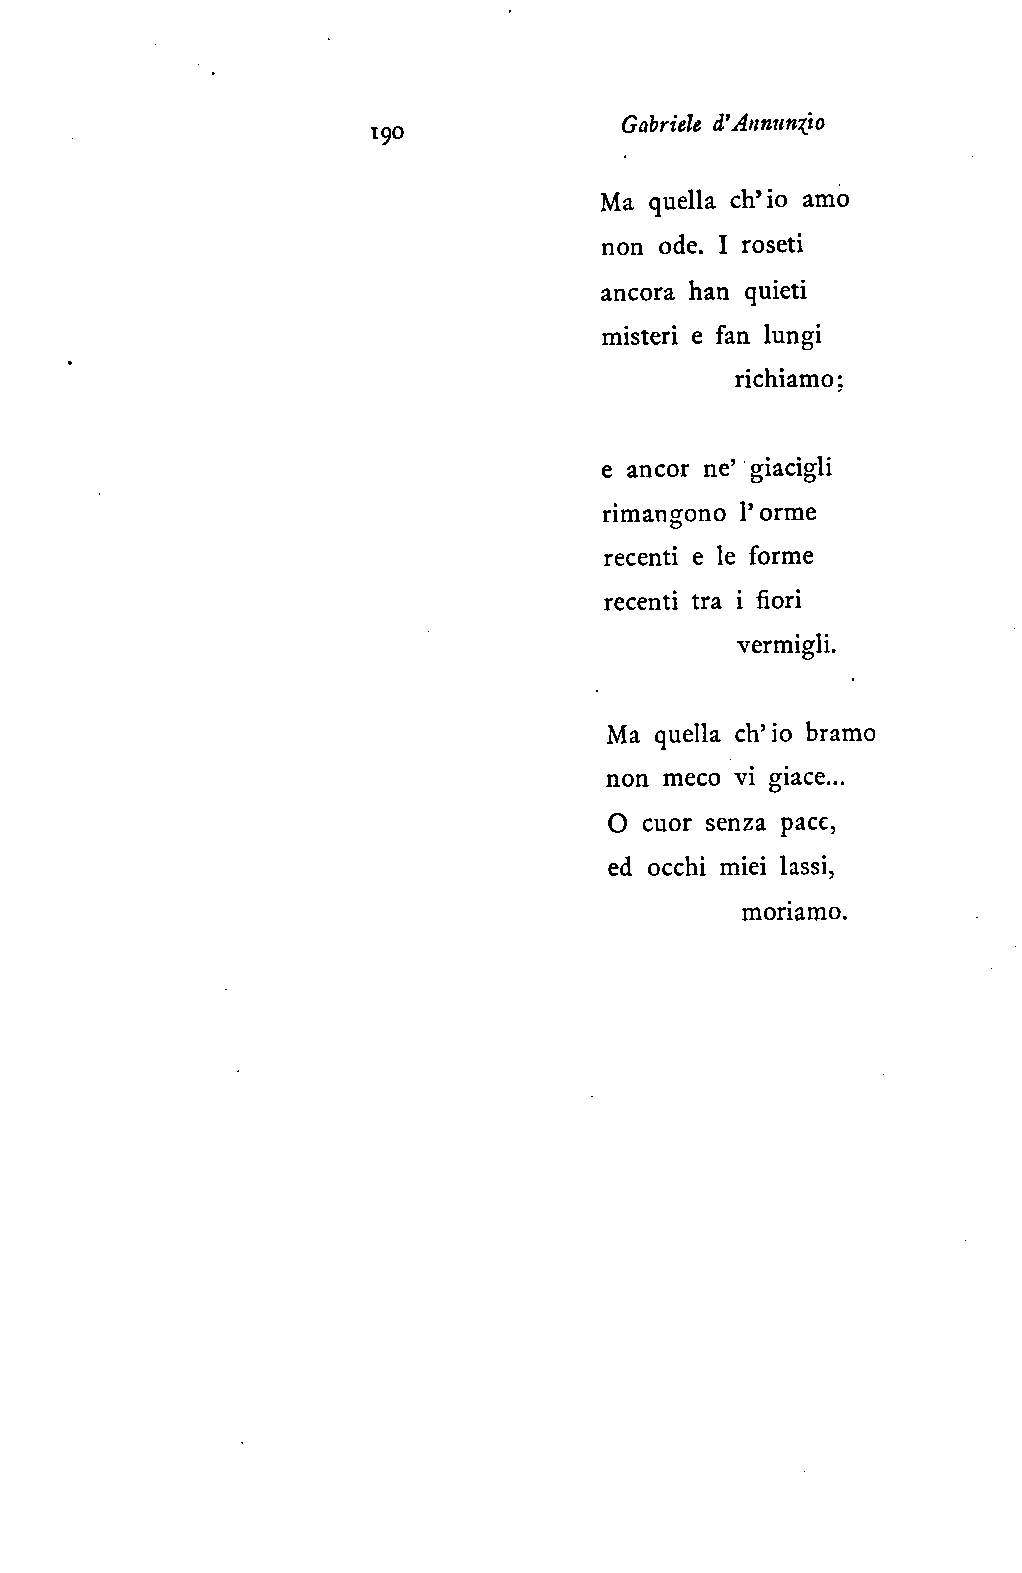 190 Gabriele d'Annunzio
Ma quella ch'io amo
non ode. I roseti
ancora han quieti
misteri e fan lungi
richiamo;
e ancor ne' giacigli
rimangono l'orme
recenti e le forme
recenti tra i fiori
vermigli.
Ma quella ch'io bramo
non meco vi giace...
O cuor senza pace,
ed occhi miei lassi,
moriamo.